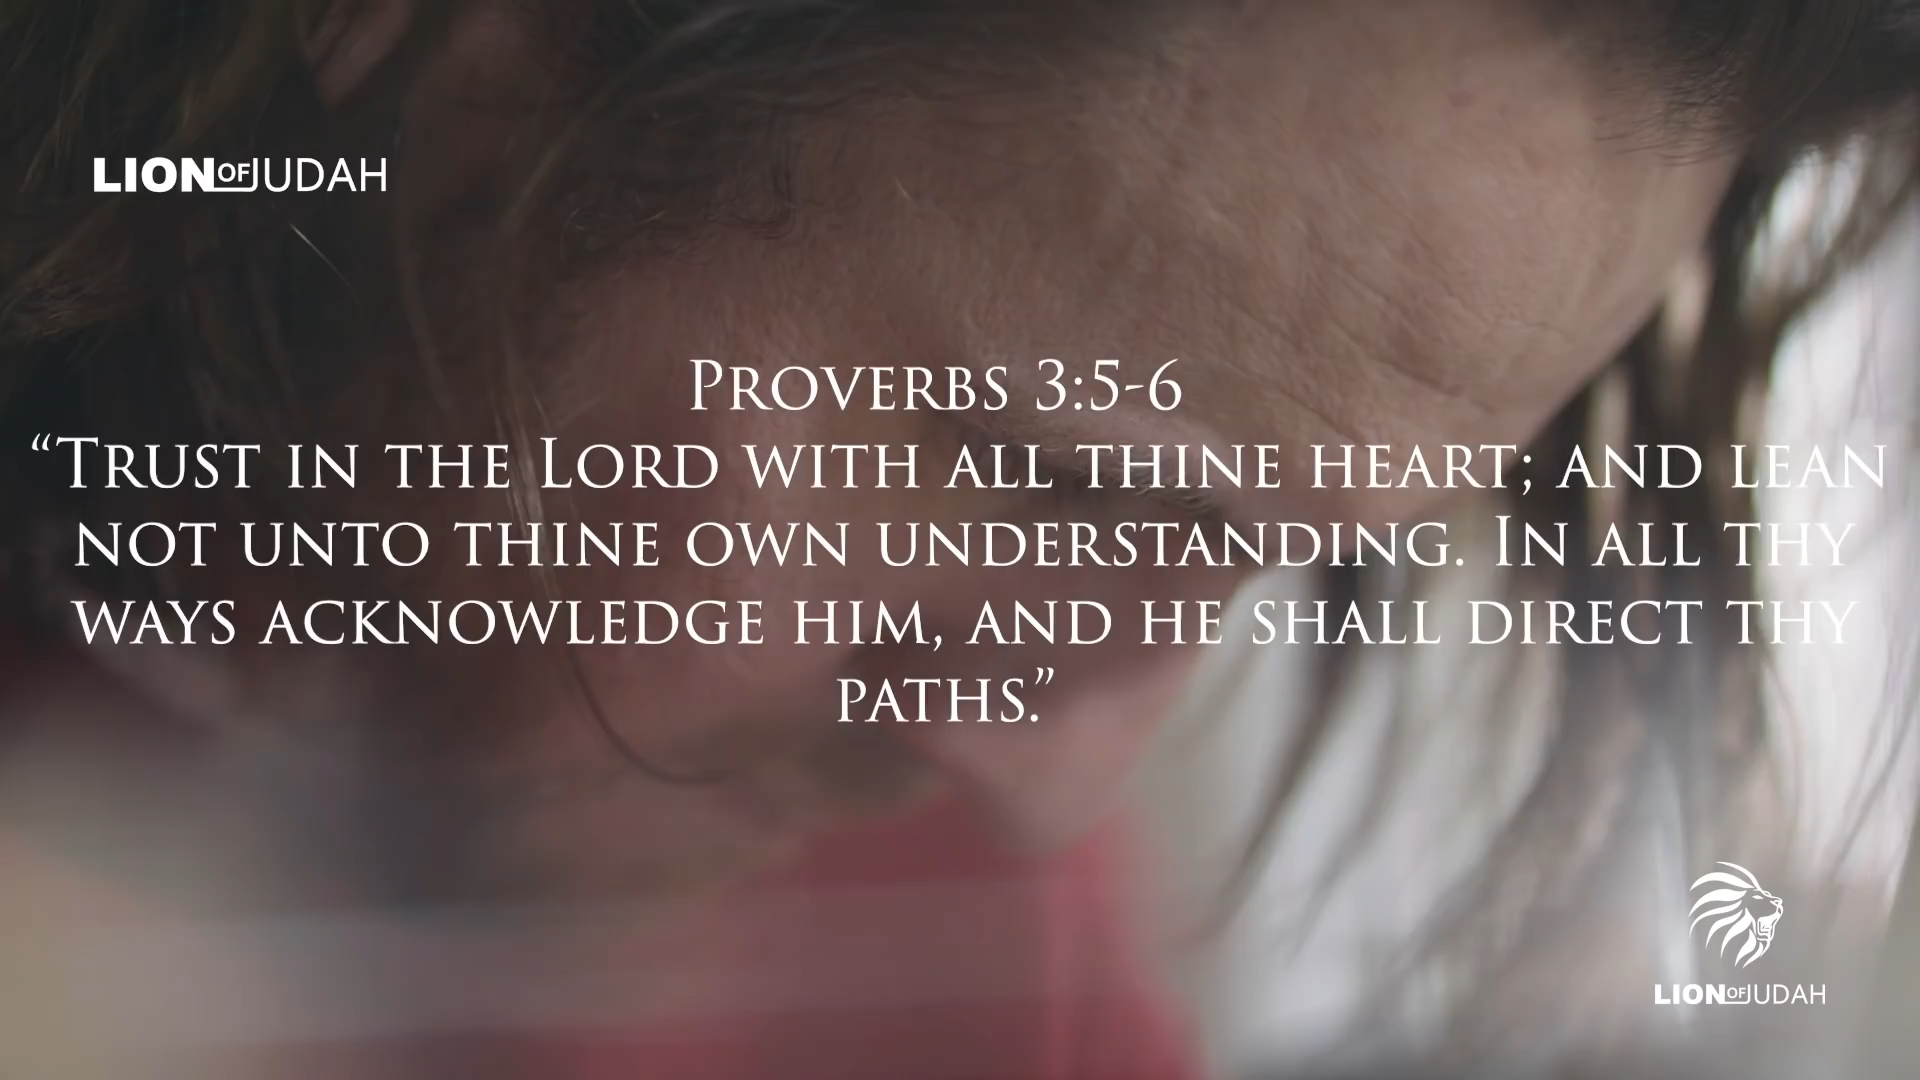 LION OF JUDAH
PROVERBS 3:5-6
“TRUST IN THE LORD WITH ALL THINE HEART; AND LEAN
NOT UNTO THINE OWN UNDERSTANDING. IN ALL THY
WAYS ACKNOWLEDGE HIM, AND HE SHALL DIRECT THY
PATHS.”
LION OF JUDAH